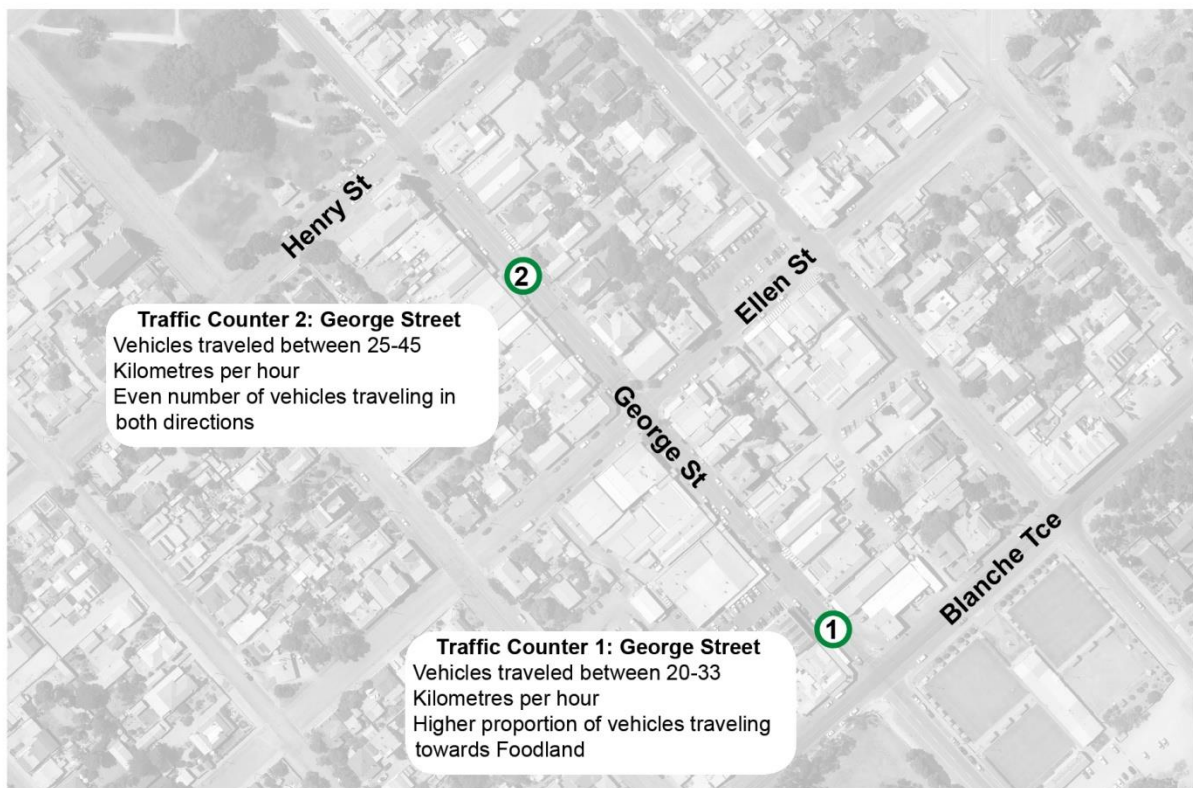 Henry St
2
Ellen St
Traffic Counter 2: George Street
Vehicles traveled between 25-45
Kilometres per hour
Even number of vehicles traveling in
both directions
George St
Blanche Tce
1
Traffic Counter 1: George Street
Vehicles traveled between 20-33
Kilometres per hour
Higher proportion of vehicles traveling
towards Foodland